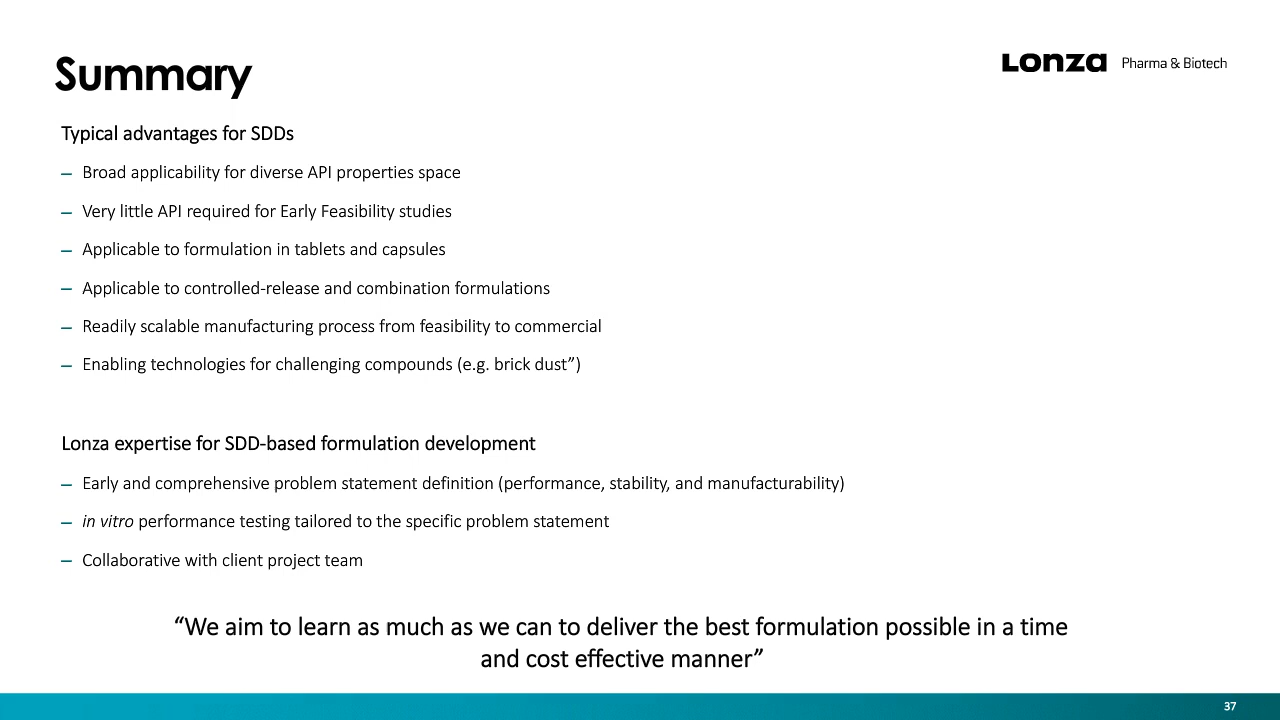 Summary
Lonza Pharma & Biotech
Typical advantages for SDDs
– Broad applicability for diverse API properties space
– Very little API required for Early Feasibility studies
– Applicable to formulation in tablets and capsules
– Applicable to controlled-release and combination formulations
– Readily scalable manufacturing process from feasibility to commercial
– Enabling technologies for challenging compounds (e.g. brick dust”)
Lonza expertise for SDD-based formulation development
– Early and comprehensive problem statement definition (performance, stability, and manufacturability)
– in vitro performance testing tailored to the specific problem statement
– Collaborative with client project team
“We aim to learn as much as we can to deliver the best formulation possible in a time
and cost effective manner”
37